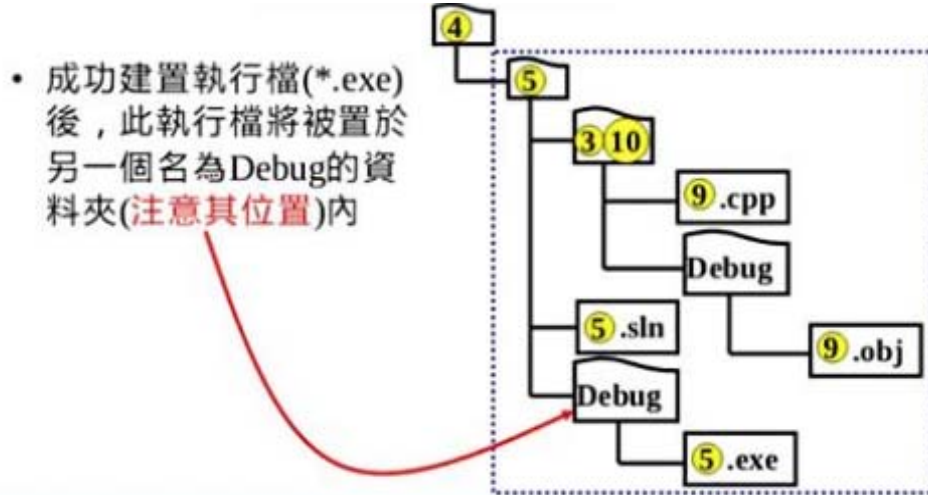 ④
• 成功建置執行檔(*.exe)
後，此執行檔將被置於
另一個名為Debug的資
料夾(注意其位置)內
⑤
③⑩
⑨.cpp
Debug
⑤.sln
⑨.obj
Debug
⑤.exe